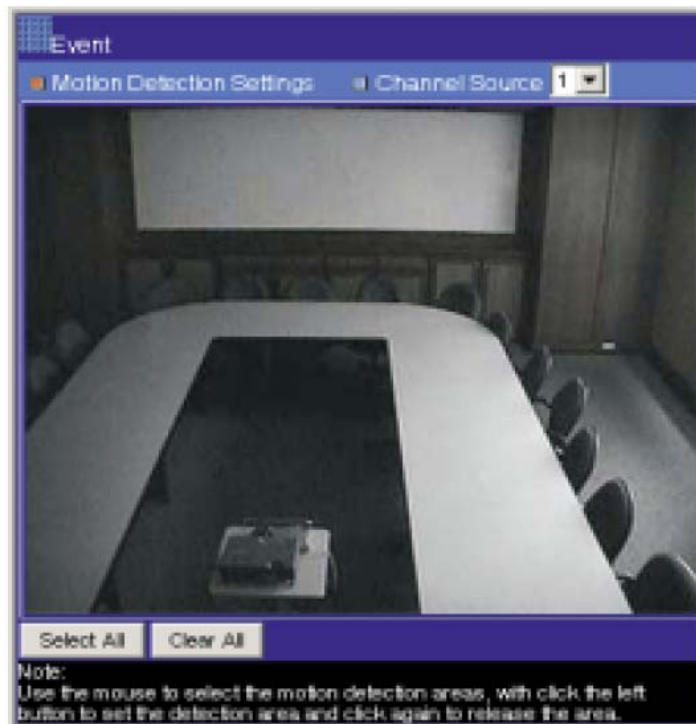 Event
Motion Detection Settings Channel Source 1
Select All Clear All
Note:
Use the mouse to select the motion detection areas, with click the left
button to set the detection area and click again to release the area.